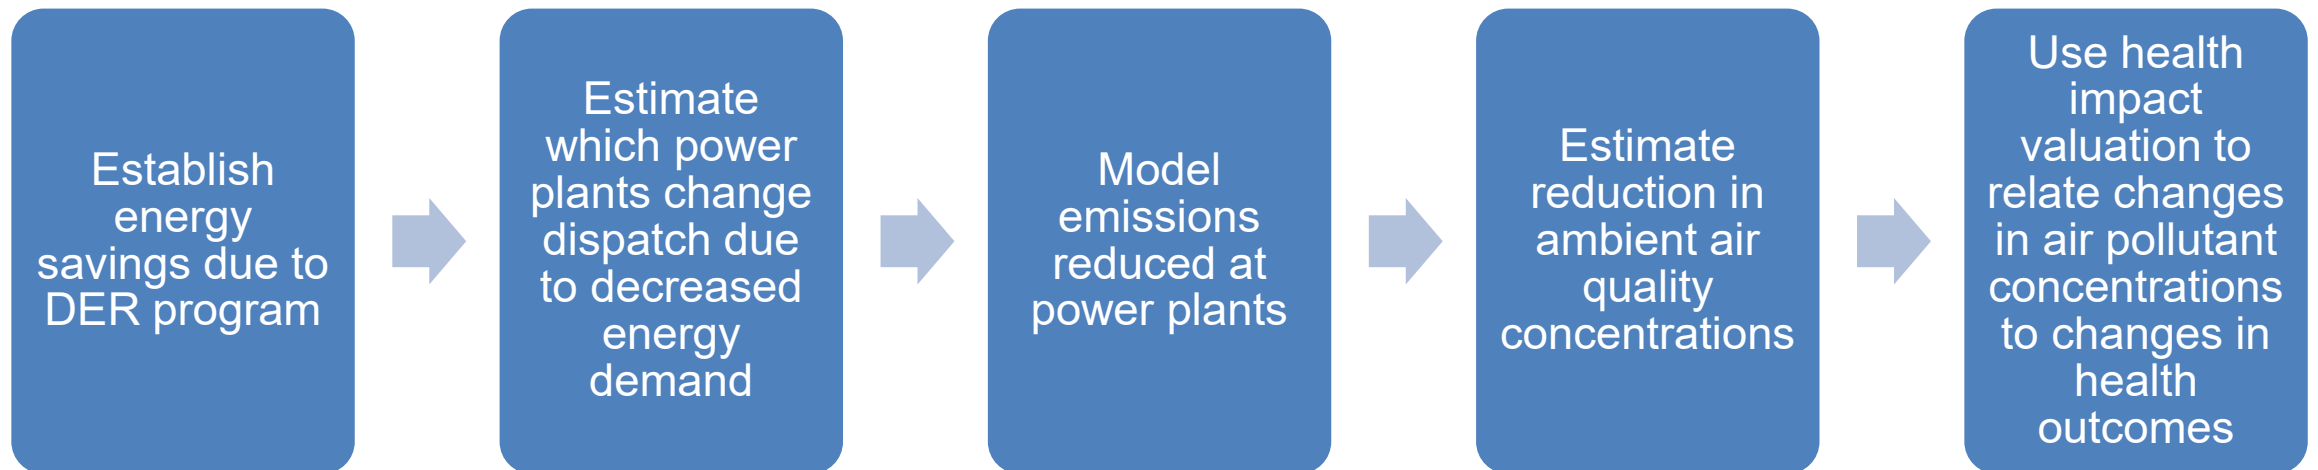 Establish
energy
savings due to
DER program
Estimate
which power
plants change
dispatch due
to decreased
energy
demand
Model
emissions
reduced at
power plants
Estimate
reduction in
ambient air
quality
concentrations
Use health
impact
valuation to
relate changes
in air pollutant
concentrations
to changes in
health
outcomes